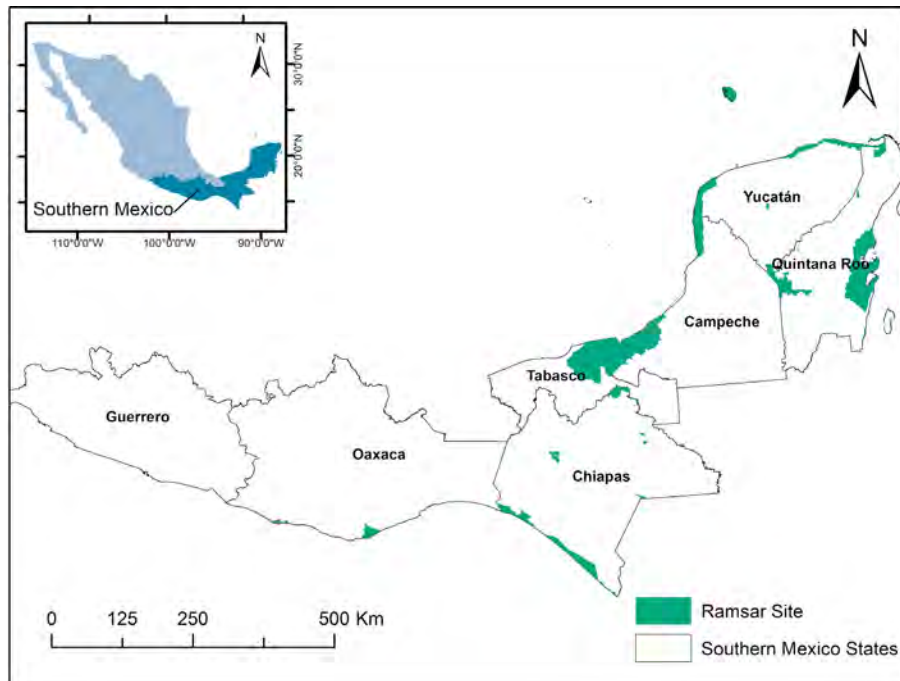 N
30°0'0"N
20°0'0"N
Southern Mexico
110°0'0"W
100°0'0"W
90°0'0"W
N
Yucatán
Quintana Roo
Campeche
Tabasco
Guerrero
Oaxaca
Chiapas
0 125 250 500 Km
Ramsar Site
Southern Mexico States